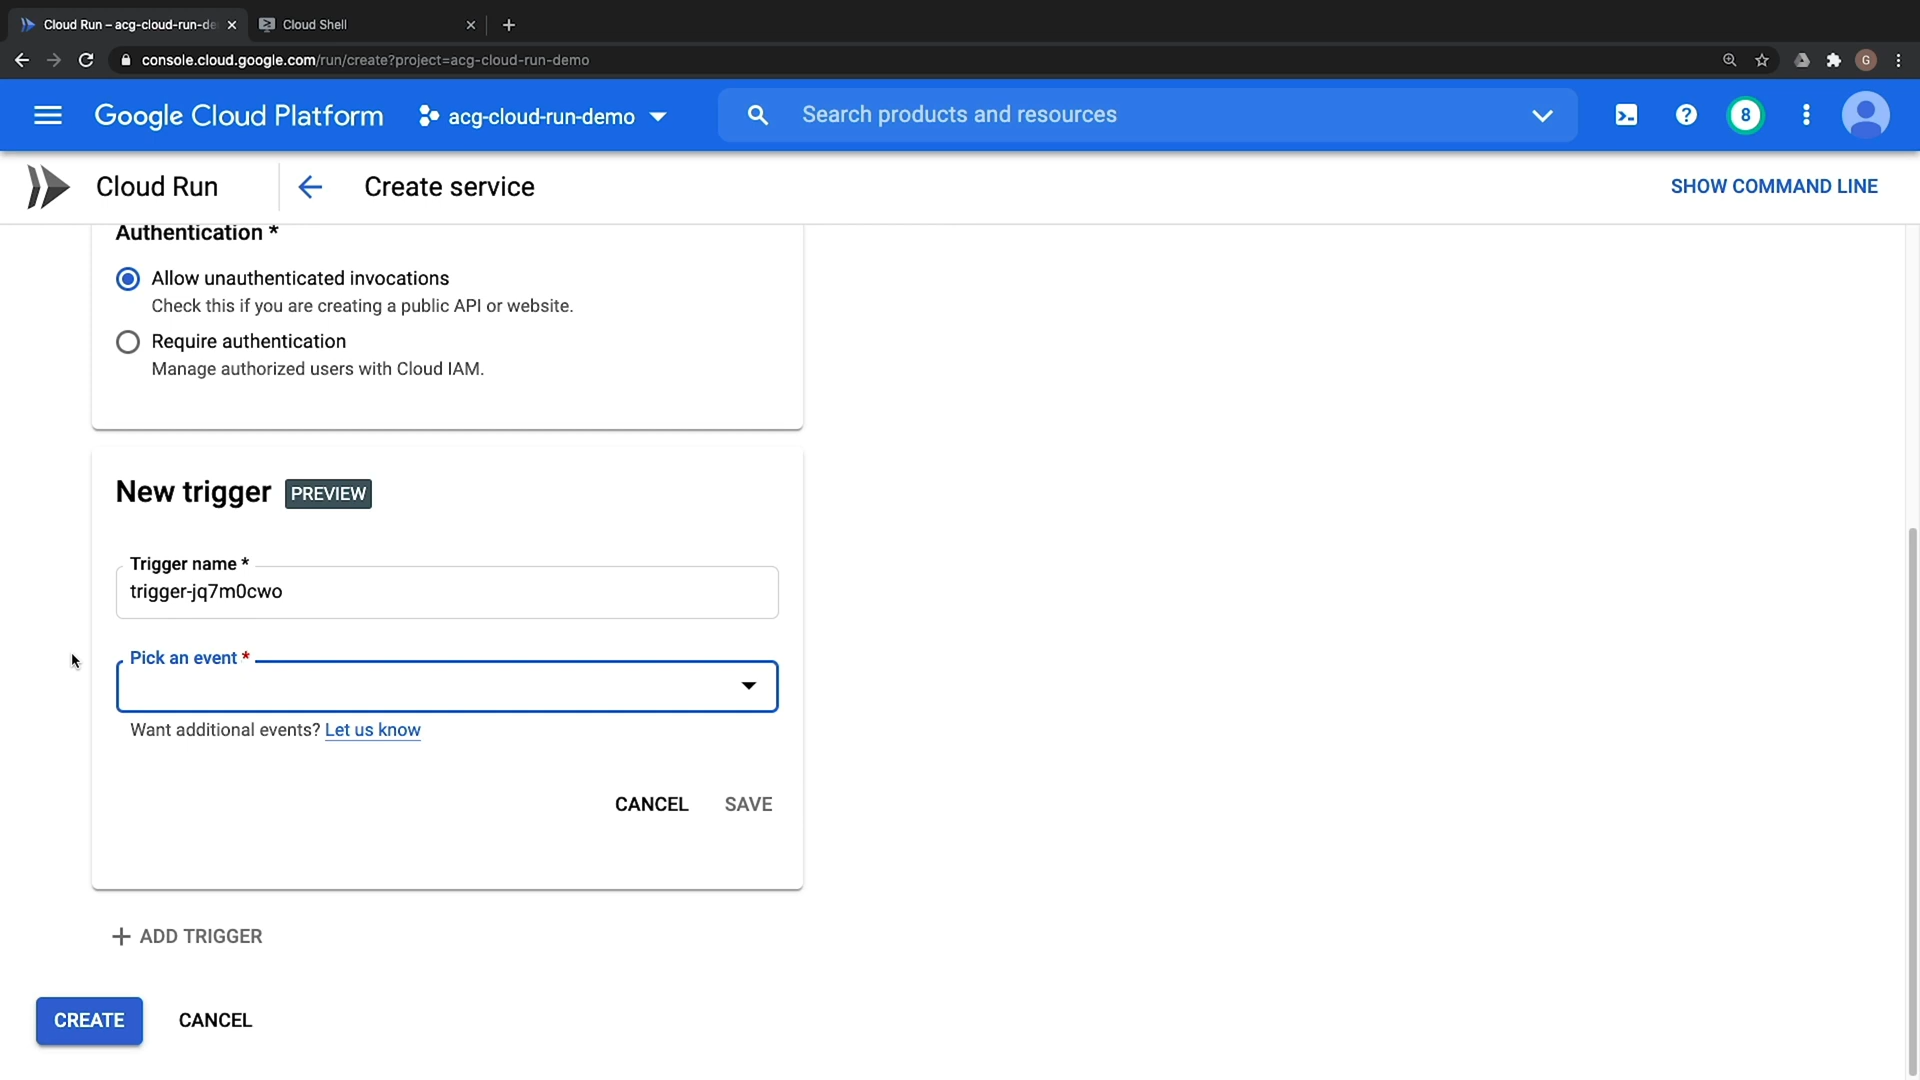 Cloud Run – acg-cloud-run-de
Cloud Shell
console.cloud.google.com/run/create?project=acg-cloud-run-demo
G
Google Cloud Platform
acg-cloud-run-demo
Search products and resources
8
Cloud Run
Create service
SHOW COMMAND LINE
Authentication *
Allow unauthenticated invocations
Check this if you are creating a public API or website.
Require authentication
Manage authorized users with Cloud IAM.
New trigger PREVIEW
Trigger name *
trigger-jq7m0cwo
Pick an event *
Want additional events? Let us know
CANCEL
SAVE
ADD TRIGGER
CREATE
CANCEL